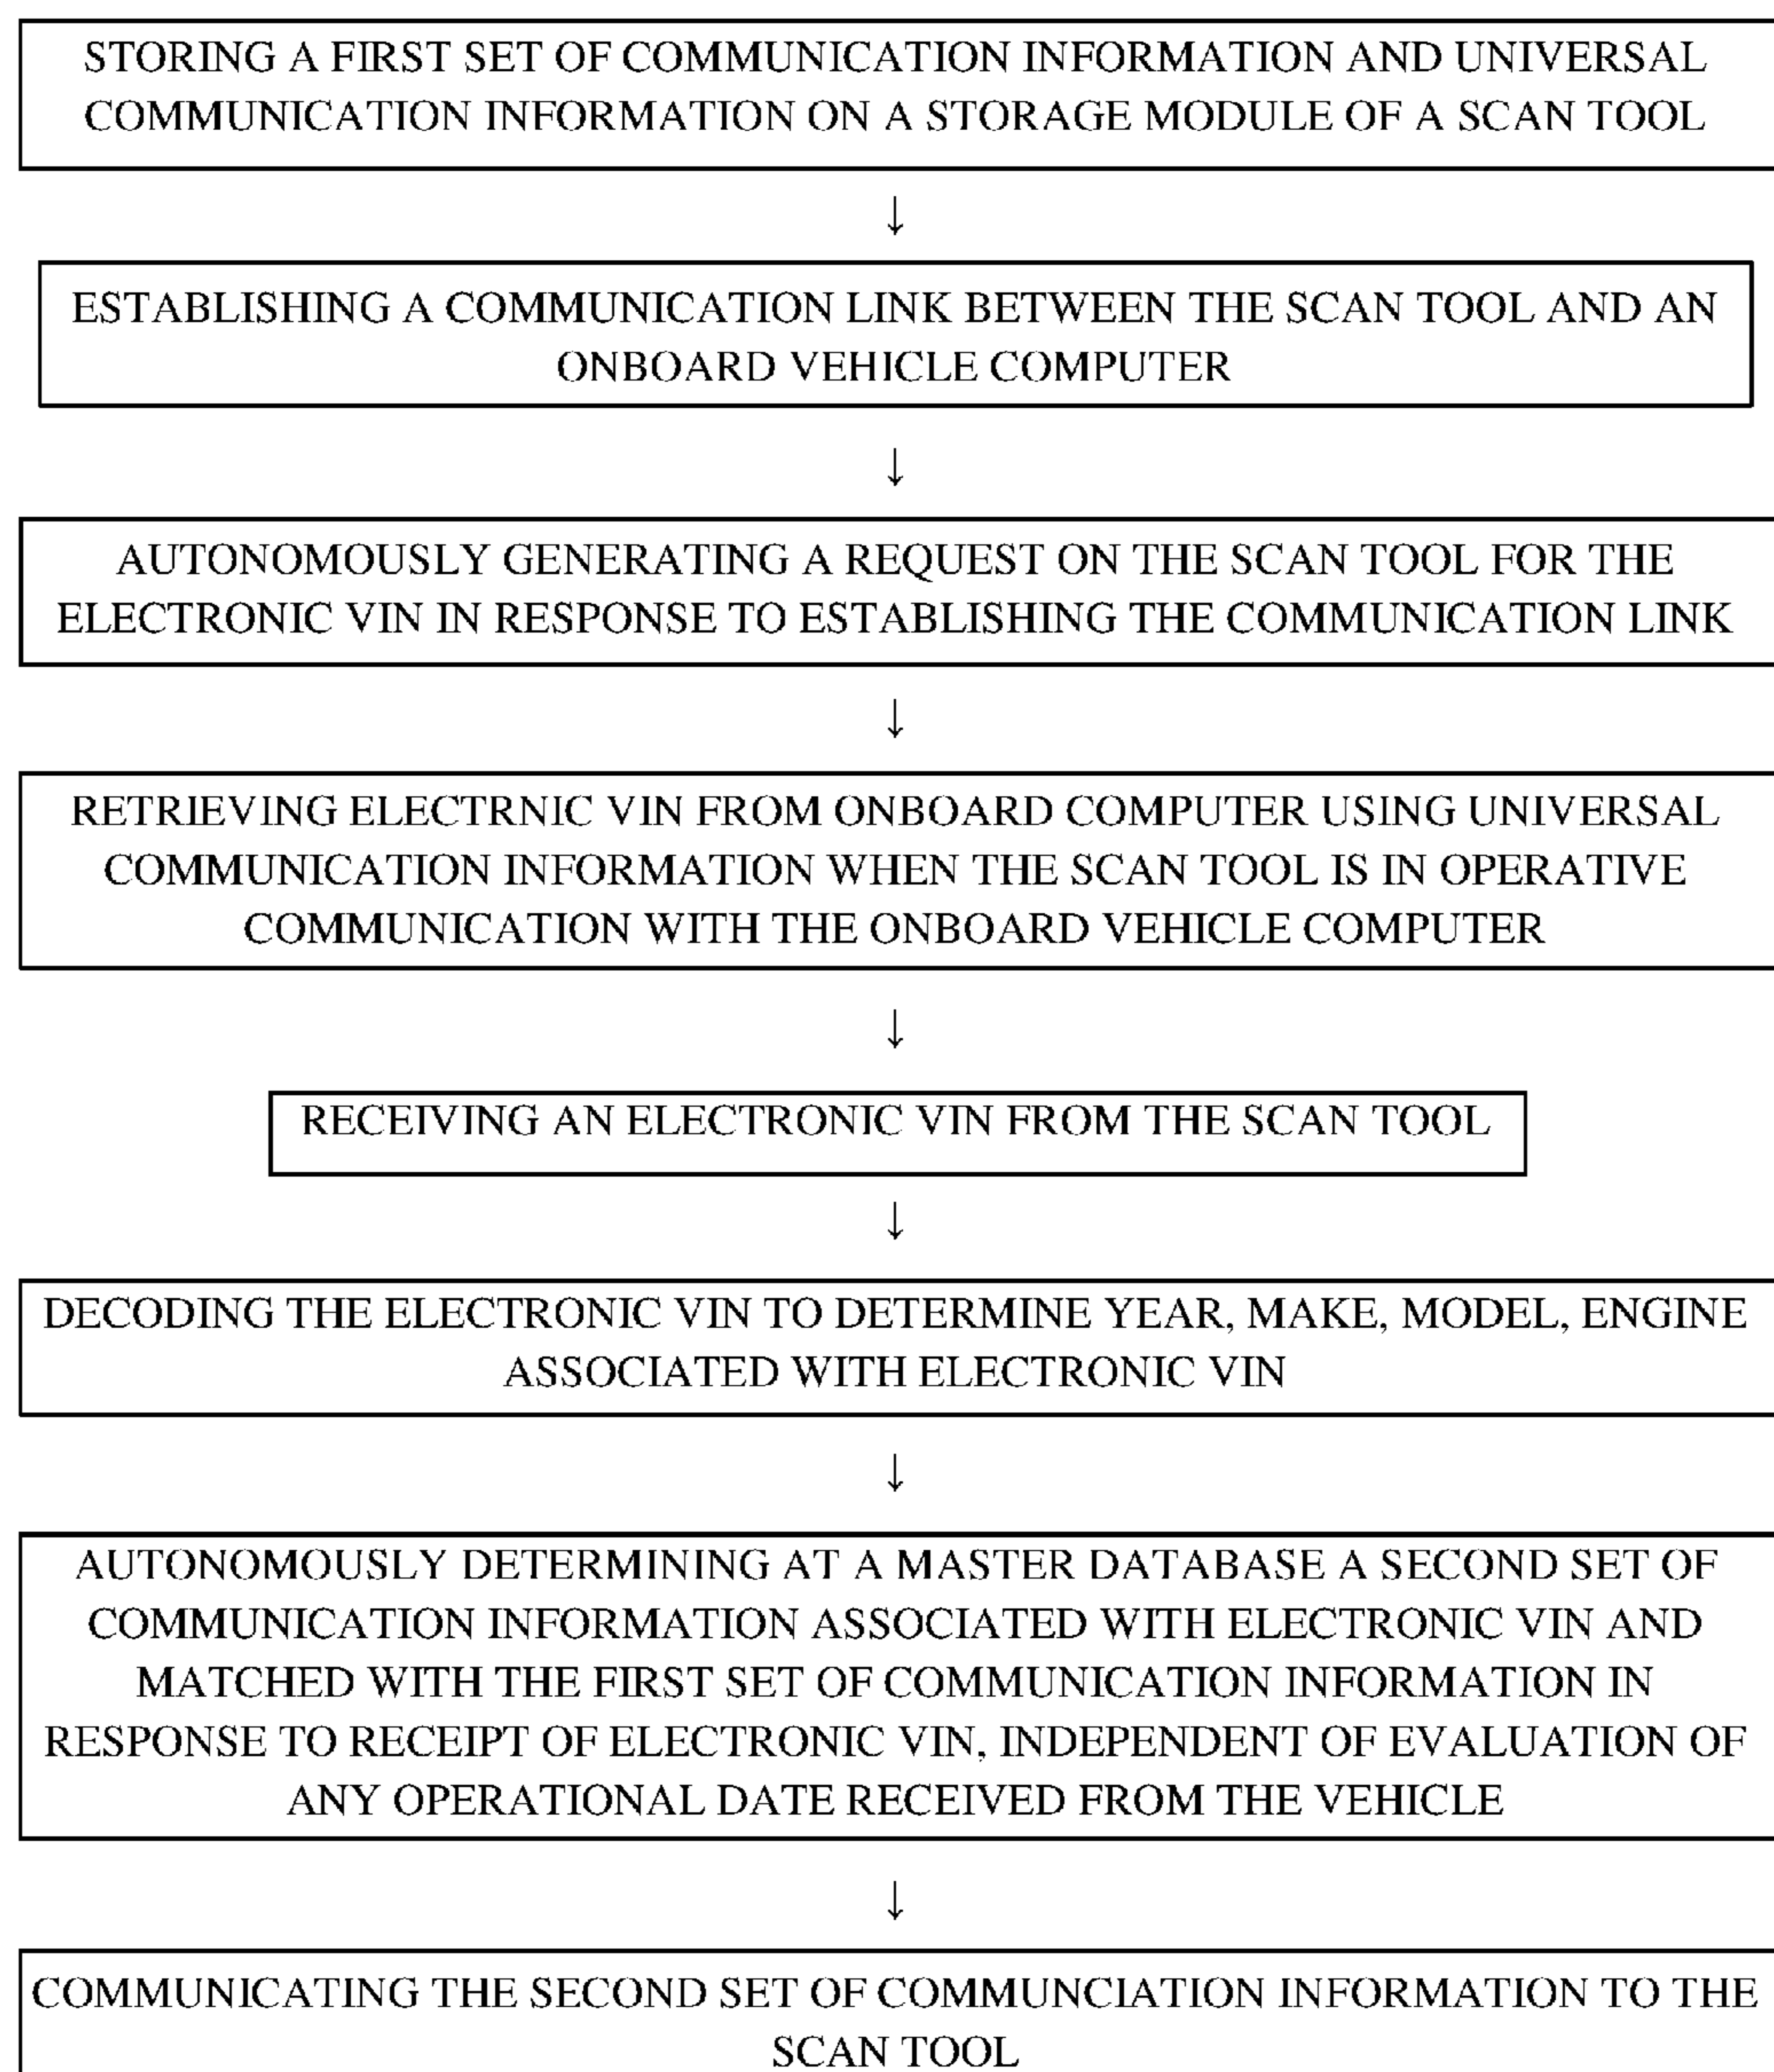 STORING A FIRST SET OF COMMUNICATION INFORMATION AND UNIVERSAL
COMMUNICATION INFORMATION ON A STORAGE MODULE OF A SCAN TOOL
↓
ESTABLISHING A COMMUNICATION LINK BETWEEN THE SCAN TOOL AND AN
ONBOARD VEHICLE COMPUTER
↓
AUTONOMOUSLY GENERATING A REQUEST ON THE SCAN TOOL FOR THE
ELECTRONIC VIN IN RESPONSE TO ESTABLISHING THE COMMUNICATION LINK
↓
RETRIEVING ELECTRNIC VIN FROM ONBOARD COMPUTER USING UNIVERSAL
COMMUNICATION INFORMATION WHEN THE SCAN TOOL IS IN OPERATIVE
COMMUNICATION WITH THE ONBOARD VEHICLE COMPUTER
↓
RECEIVING AN ELECTRONIC VIN FROM THE SCAN TOOL
↓
DECODING THE ELECTRONIC VIN TO DETERMINE YEAR, MAKE, MODEL, ENGINE
ASSOCIATED WITH ELECTRONIC VIN
↓
AUTONOMOUSLY DETERMINING AT A MASTER DATABASE A SECOND SET OF
COMMUNICATION INFORMATION ASSOCIATED WITH ELECTRONIC VIN AND
MATCHED WITH THE FIRST SET OF COMMUNICATION INFORMATION IN
RESPONSE TO RECEIPT OF ELECTRONIC VIN, INDEPENDENT OF EVALUATION OF
ANY OPERATIONAL DATE RECEIVED FROM THE VEHICLE
↓
COMMUNICATING THE SECOND SET OF COMMUNCIATION INFORMATION TO THE
SCAN TOOL